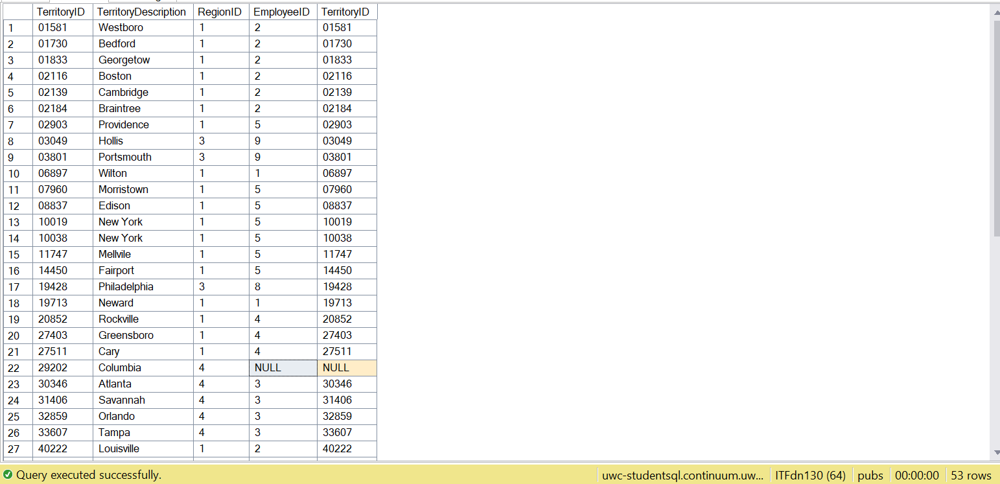 TerritoryID TerritoryDescription RegionID EmployeeID TerritoryID
1 01581 Westboro 1 2 01581
2 01730 Bedford 1 2 01730
3 01833 Georgetow 1 2 01833
4 02116 Boston 1 2 02116
5 02139 Cambridge 1 2 02139
6 02184 Braintree 1 2 02184
7 02903 Providence 1 5 02903
8 03049 Hollis 3 9 03049
9 03801 Portsmouth 3 9 03801
10 06897 Wilton 1 1 06897
11 07960 Morristown 1 5 07960
12 08837 Edison 1 5 08837
13 10019 New York 1 5 10019
14 10038 New York 1 5 10038
15 11747 Mellvile 1 5 11747
16 14450 Fairport 1 5 14450
17 19428 Philadelphia 3 8 19428
18 19713 Neward 1 1 19713
19 20852 Rockville 1 4 20852
20 27403 Greensboro 1 4 27403
21 27511 Cary 1 4 27511
22 29202 Columbia 4 NULL NULL
23 30346 Atlanta 4 3 30346
24 31406 Savannah 4 3 31406
25 32859 Orlando 4 3 32859
26 33607 Tampa 4 3 33607
27 40222 Louisville 1 2 40222
Query executed successfully. uwc-studentsql.continuum.uw... ITFdn130 (64) pubs 00:00:00 53 rows